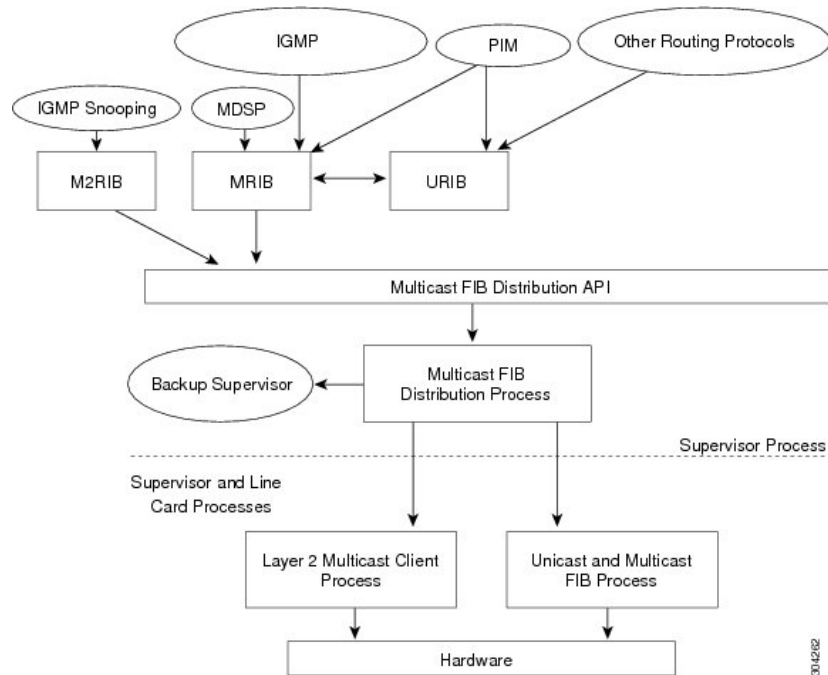 IGMP
PIM
Other Routing Protocols
IGMP Snooping
MDSP
M2RIB
MRIB
URIB
Multicast FIB Distribution API
Backup Supervisor
Multicast FIB
Distribution Process
Supervisor Process
Supervisor and Line
Card Processes
Layer 2 Multicast Client
Process
Unicast and Multicast
FIB Process
Hardware
304262